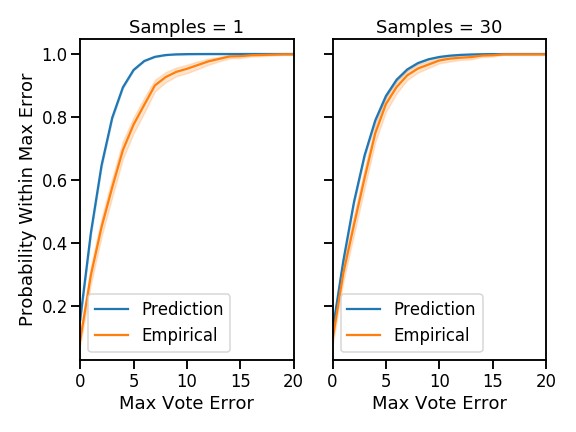 Samples = 1
Samples = 30
Probability Within Max Error
1.0
0.8
0.6
0.4
0.2
Prediction
Empirical
Prediction
Empirical
0 5 10 15 20
0 5 10 15 20
Max Vote Error
Max Vote Error